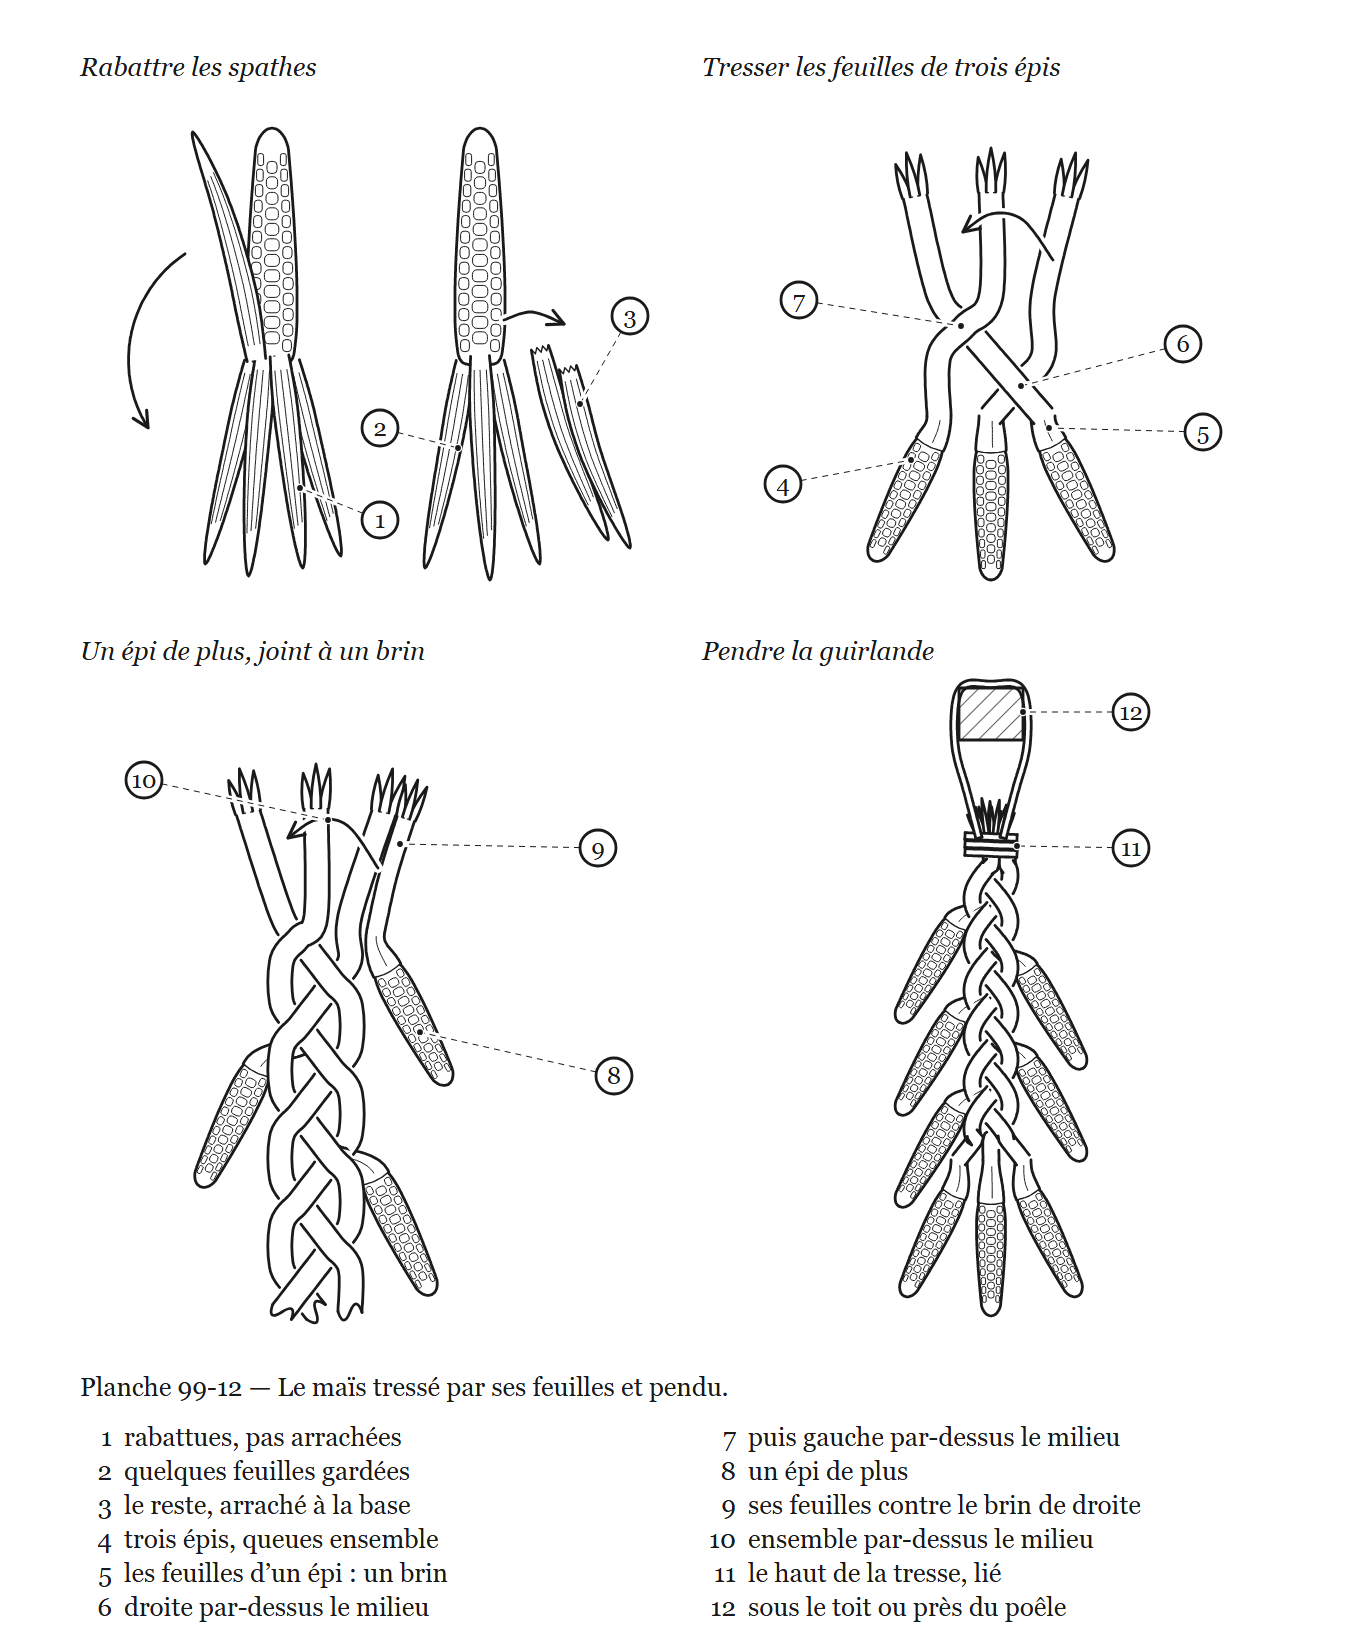 Rabattre les spathes
Tresser les feuilles de trois épis
7
3
6
2
5
4
1
Un épi de plus, joint à un brin
Pendre la guirlande
12
10
9
11
8
Planche 99-12 — Le maïs tressé par ses feuilles et pendu.
1 rabattues, pas arrachées
2 quelques feuilles gardées
3 le reste, arraché à la base
4 trois épis, queues ensemble
5 les feuilles d’un épi : un brin
6 droite par-dessus le milieu
7 puis gauche par-dessus le milieu
8 un épi de plus
9 ses feuilles contre le brin de droite
10 ensemble par-dessus le milieu
11 le haut de la tresse, lié
12 sous le toit ou près du poêle